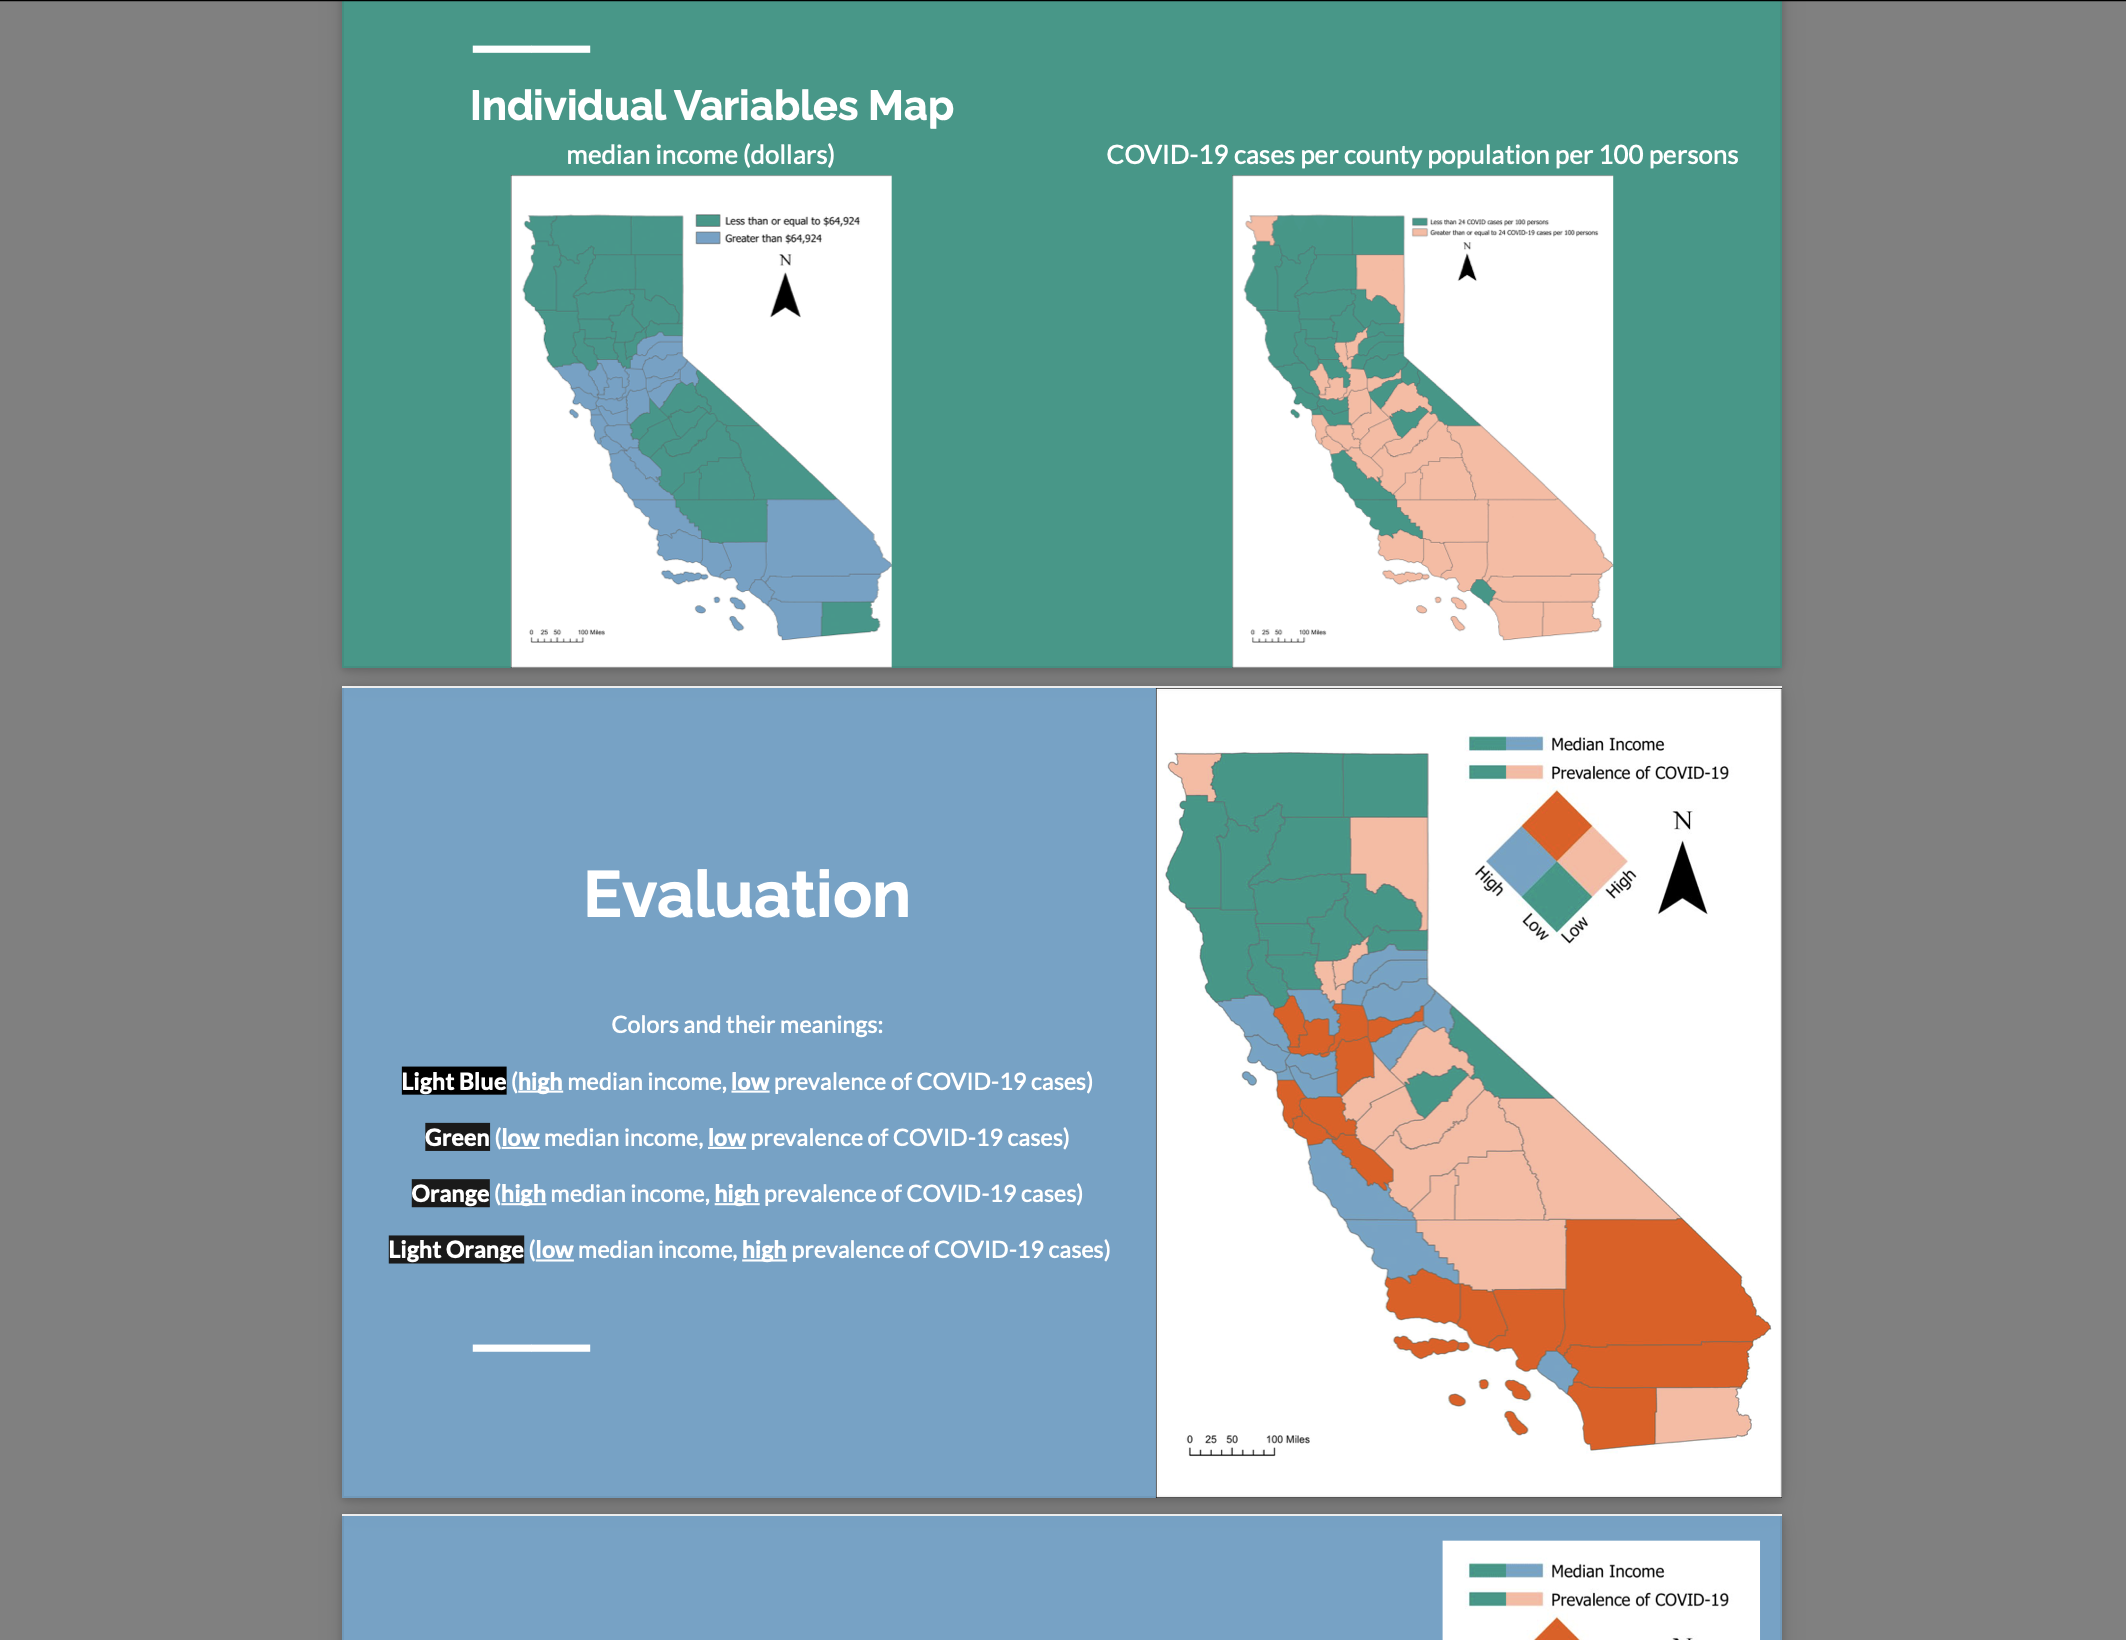 Individual Variables Map
median income (dollars)
COVID-19 cases per county population per 100 persons
Less than or equal to $64,924
Greater than $64,924
N
0 25 50 100 Miles
Less than 24 COVID cases per 100 persons
Greater than or equal to 24 COVID-19 cases per 100 persons
N
0 25 50 100 Miles
Evaluation
Colors and their meanings:
Light Blue (high median income, low prevalence of COVID-19 cases)
Green (low median income, low prevalence of COVID-19 cases)
Orange (high median income, high prevalence of COVID-19 cases)
Light Orange (low median income, high prevalence of COVID-19 cases)
Median Income
Prevalence of COVID-19
N
High
High
Low
Low
0 25 50 100 Miles
Median Income
Prevalence of COVID-19
N